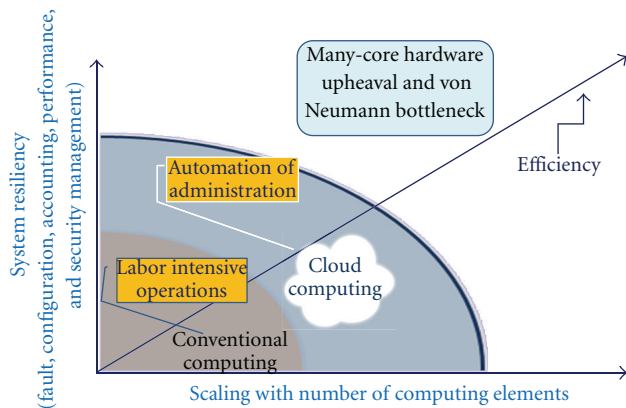 System resiliency
(fault, configuration, accounting, performance,
and security management)
Many-core hardware
upheaval and von
Neumann bottleneck
Efficiency
Automation of
administration
Cloud
computing
Labor intensive
operations
Conventional
computing
Scaling with number of computing elements